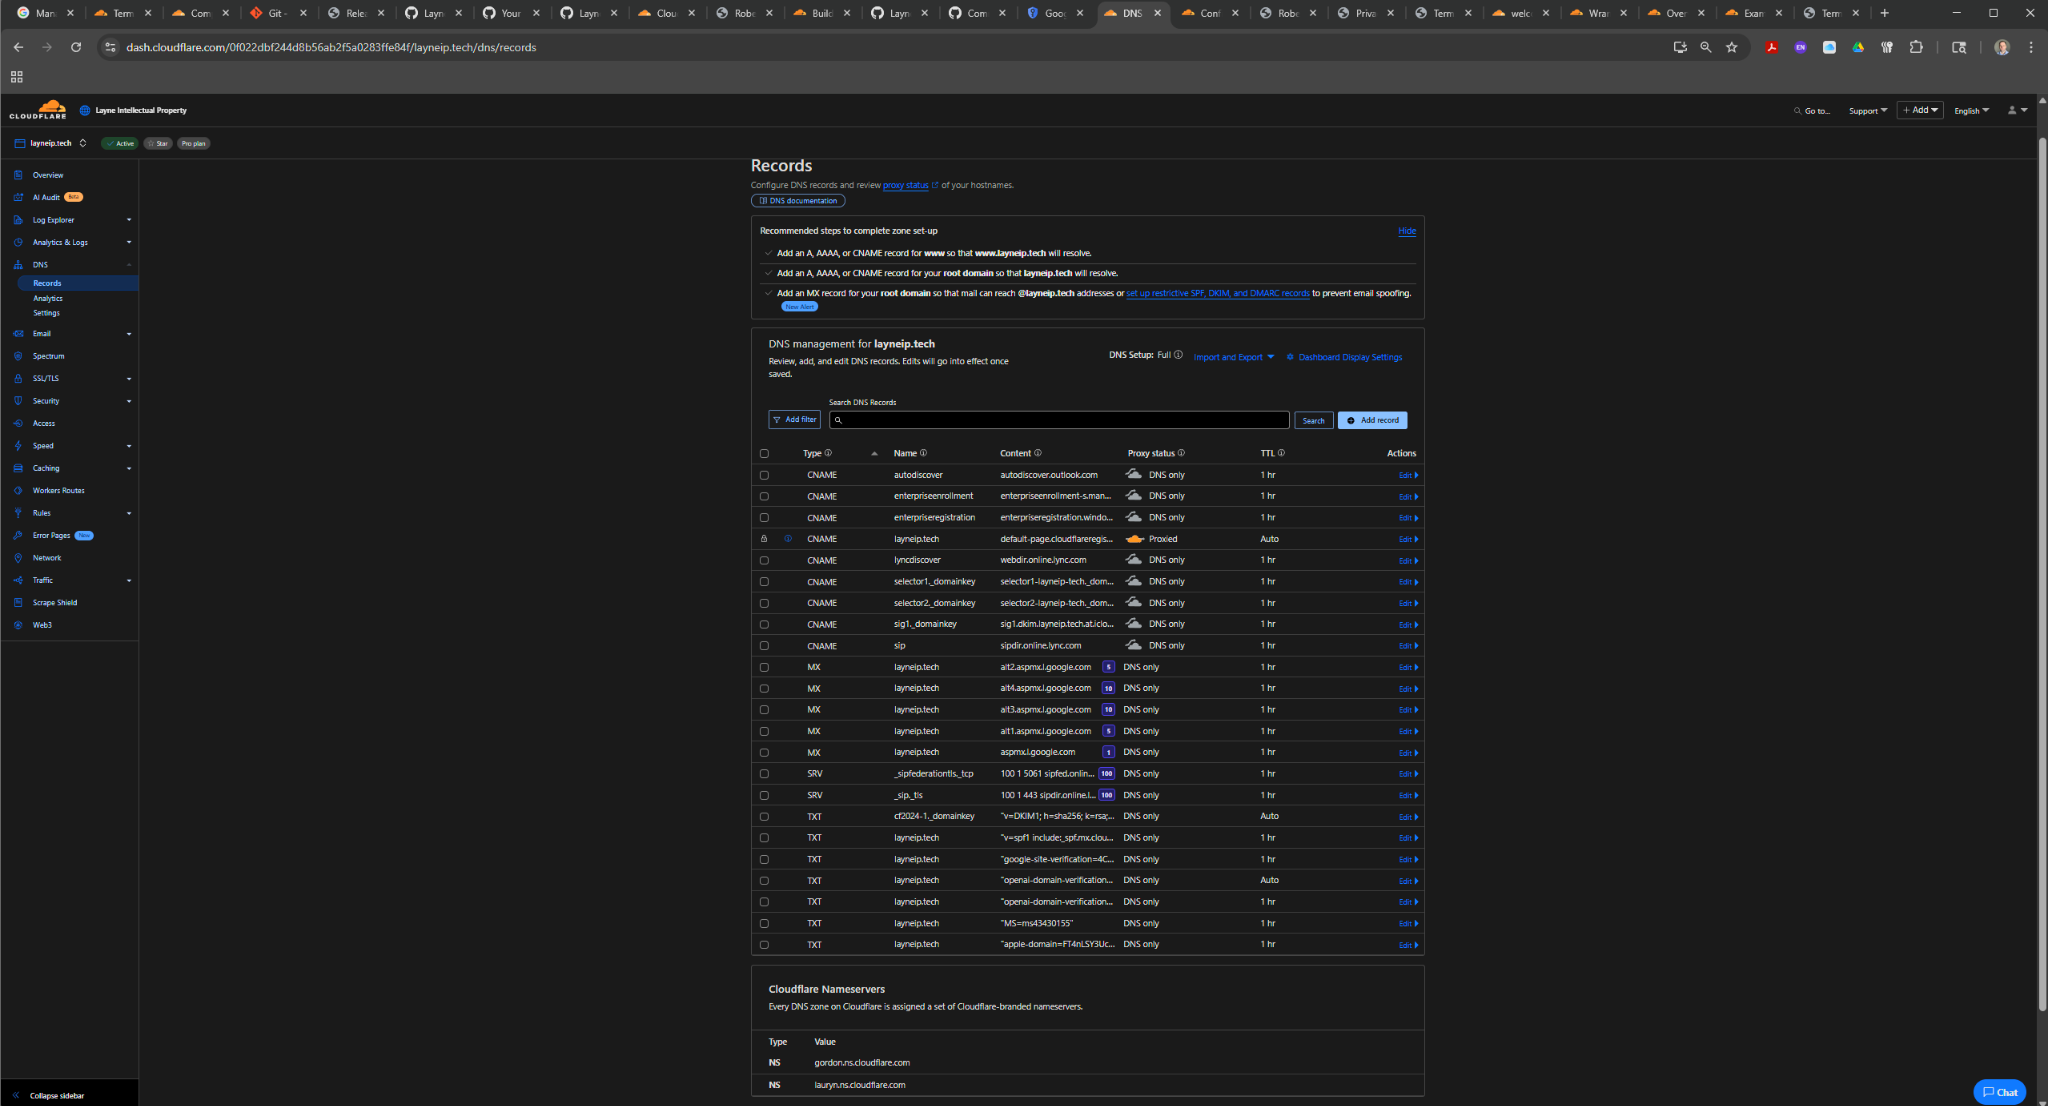 Man
Term
Com
Git -
Relea
Layn
Your
Layn
Clou
Robe
Build
Layn
Com
Goog
DNS
Conf
Robe
Priva
Term
welc
Wran
Over
Exam
Term
dash.cloudflare.com/0f022dbf244d8b56ab2f5a0283ffe84f/layneip.tech/dns/records
EN
CLOUDFLARE
Layne Intellectual Property
Go to...
Support
+ Add
English
layneip.tech
Active
Star
Pro plan
Overview
AI Audit Beta
Log Explorer
Analytics & Logs
DNS
Records
Analytics
Settings
Email
Spectrum
SSL/TLS
Security
Access
Speed
Caching
Workers Routes
Rules
Error Pages New
Network
Traffic
Scrape Shield
Web3
Collapse sidebar
Records
Configure DNS records and review proxy status of your hostnames.
DNS documentation
Recommended steps to complete zone set-up
Hide
Add an A, AAAA, or CNAME record for www so that www.layneip.tech will resolve.
Add an A, AAAA, or CNAME record for your root domain so that layneip.tech will resolve.
Add an MX record for your root domain so that mail can reach @layneip.tech addresses or set up restrictive SPF, DKIM, and DMARC records to prevent email spoofing.
New Alert
DNS management for layneip.tech
Review, add, and edit DNS records. Edits will go into effect once
saved.
DNS Setup: Full
Import and Export
Dashboard Display Settings
Search DNS Records
Add filter
Search
Add record
Type Name Content Proxy status TTL Actions
CNAME autodiscover autodiscover.outlook.com DNS only 1 hr Edit
CNAME enterpriseenrollment enterpriseenrollment-s.man... DNS only 1 hr Edit
CNAME enterpriseregistration enterpriseregistration.windo... DNS only 1 hr Edit
CNAME layneip.tech default-page.cloudflaregis... Proxied Auto Edit
CNAME lyncdiscover webdir.online.lync.com DNS only 1 hr Edit
CNAME selector1._domainkey selector1-layneip-tech._dom... DNS only 1 hr Edit
CNAME selector2._domainkey selector2-layneip-tech._dom... DNS only 1 hr Edit
CNAME sig1._domainkey sig1.dkim.layneip.tech.at.iclo... DNS only 1 hr Edit
CNAME sip sipdir.online.lync.com DNS only 1 hr Edit
MX layneip.tech alt2.aspmx.l.google.com 5 DNS only 1 hr Edit
MX layneip.tech alt4.aspmx.l.google.com 10 DNS only 1 hr Edit
MX layneip.tech alt3.aspmx.l.google.com 10 DNS only 1 hr Edit
MX layneip.tech alt1.aspmx.l.google.com 5 DNS only 1 hr Edit
MX layneip.tech aspmx.l.google.com 1 DNS only 1 hr Edit
SRV _sipfederationtls._tcp 100 1 5061 sipfed.onlin... 100 DNS only 1 hr Edit
SRV _sip._tls 100 1 443 sipdir.online.l... 100 DNS only 1 hr Edit
TXT cf2024-1._domainkey "v=DKIM1; h=sha256; k=rsa;... DNS only Auto Edit
TXT layneip.tech "v=spf1 include:_spf.mx.clou... DNS only 1 hr Edit
TXT layneip.tech "google-site-verification=4C... DNS only 1 hr Edit
TXT layneip.tech "openai-domain-verification... DNS only Auto Edit
TXT layneip.tech "openai-domain-verification... DNS only 1 hr Edit
TXT layneip.tech "MS=ms43430155" DNS only 1 hr Edit
TXT layneip.tech "apple-domain=FT4nLSY3Uc... DNS only 1 hr Edit
Cloudflare Nameservers
Every DNS zone on Cloudflare is assigned a set of Cloudflare-branded nameservers.
Type Value
NS gordon.ns.cloudflare.com
NS lauryn.ns.cloudflare.com
Chat